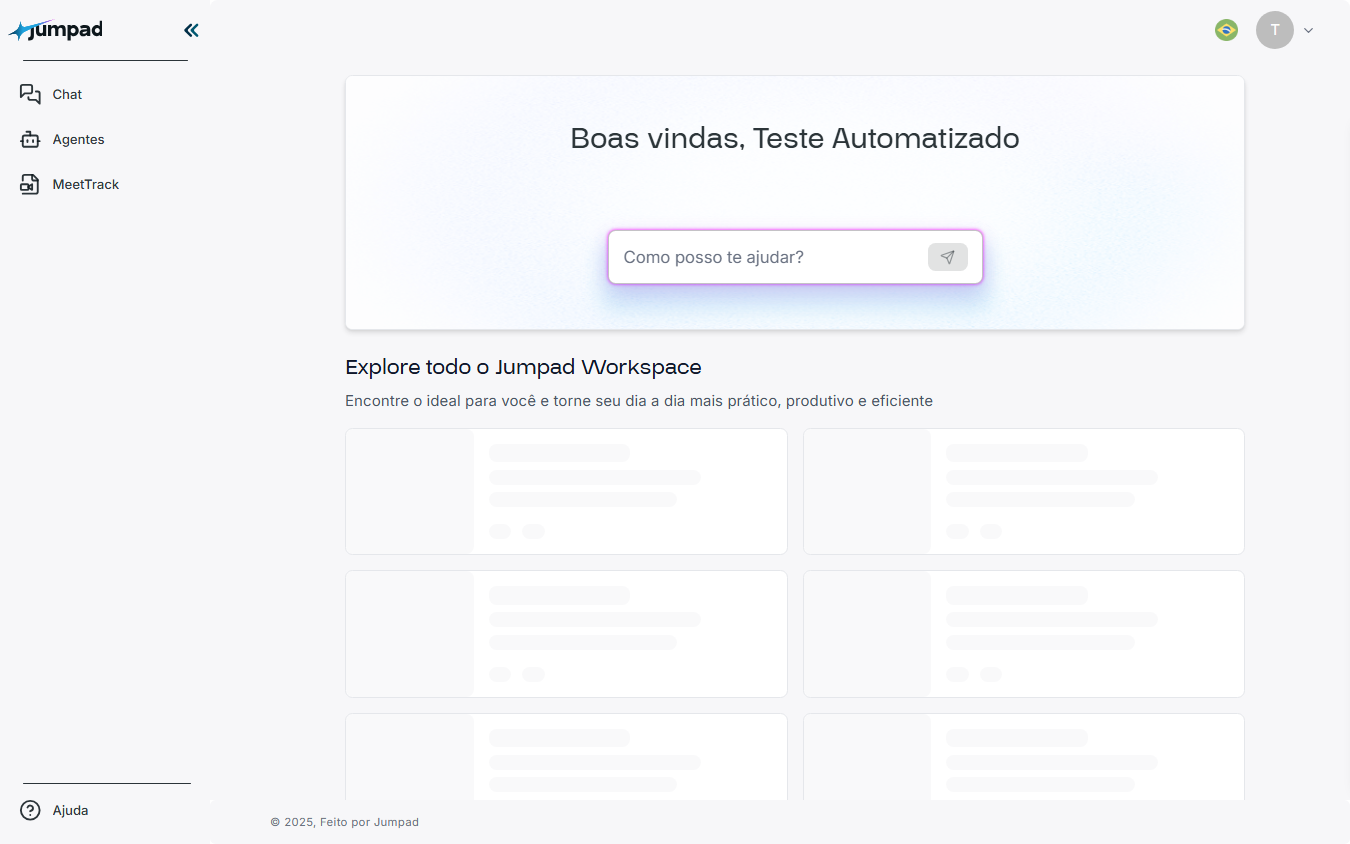 Jumpad
T
Chat
Agentes
MeetTrack
Boas vindas, Teste Automatizado
Como posso te ajudar?
Explore todo o Jumpad Workspace
Encontre o ideal para você e torne seu dia a dia mais prático, produtivo e eficiente
Ajuda
© 2025, Feito por Jumpad